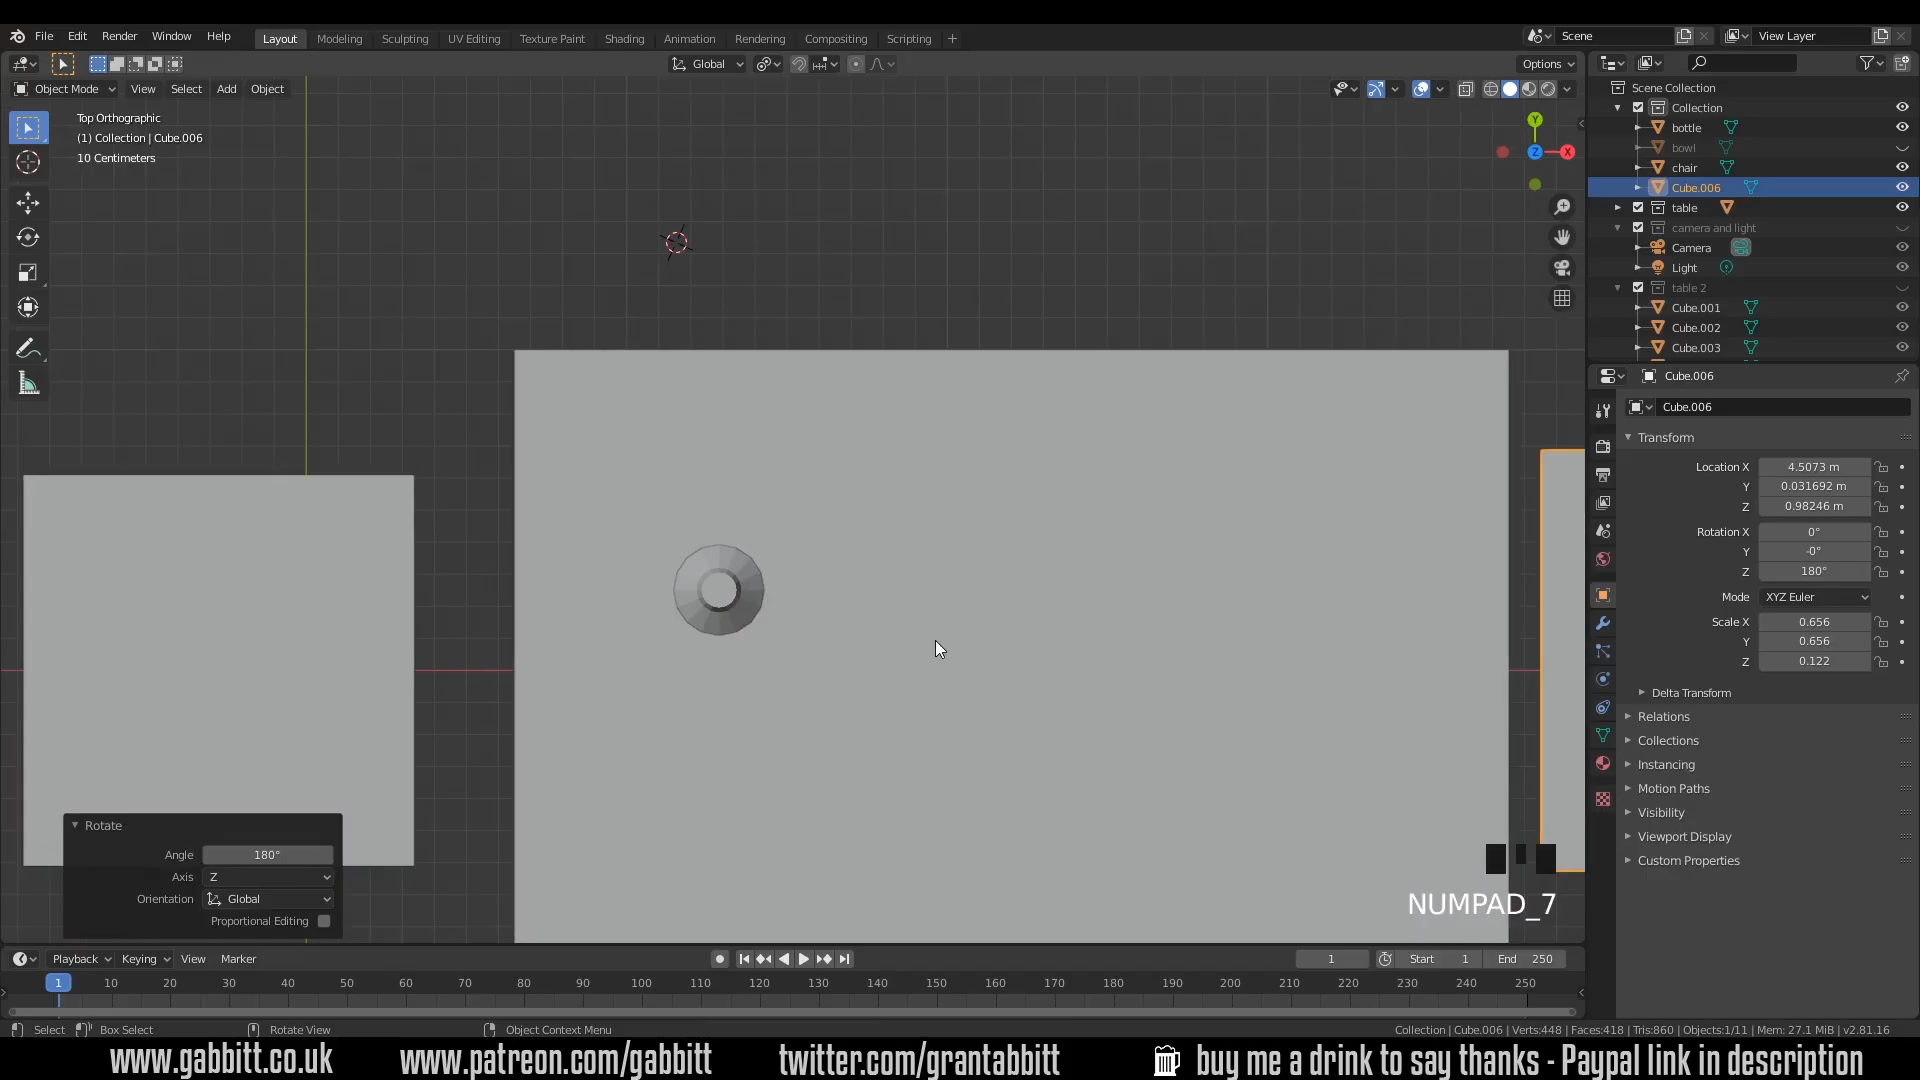 File Edit Render Window Help Layout Modeling Sculpting UV Editing Texture Paint Shading Animation Rendering Compositing Scripting + Scene View Layer
Global Options
Object Mode View Select Add Object
Top Orthographic
(1) Collection | Cube.006
10 Centimeters
Y
Z
X
Scene Collection
Collection
bottle
bowl
chair
Cube.006
table
camera and light
Camera
Light
table 2
Cube.001
Cube.002
Cube.003
Cube.006
Cube.006
Transform
Location X 4.5073 m
Y 0.031692 m
Z 0.98246 m
Rotation X 0°
Y -0°
Z 180°
Mode XYZ Euler
Scale X 0.656
Y 0.656
Z 0.122
Delta Transform
Relations
Collections
Instancing
Motion Paths
Visibility
Viewport Display
Custom Properties
Rotate
Angle 180°
Axis Z
Orientation Global
Proportional Editing
NUMPAD_7
Playback Keying View Marker 1 Start 1 End 250
1 10 20 30 40 50 60 70 80 90 100 110 120 130 140 150 160 170 180 190 200 210 220 230 240 250
Select Box Select Rotate View Object Context Menu Collection | Cube.006 | Verts:448 | Faces:418 | Tris:860 | Objects:1/11 | Mem: 27.1 MiB | v2.81.16
www.gabbitt.co.uk www.patreon.com/gabbitt twitter.com/grantabbitt buy me a drink to say thanks - Paypal link in description